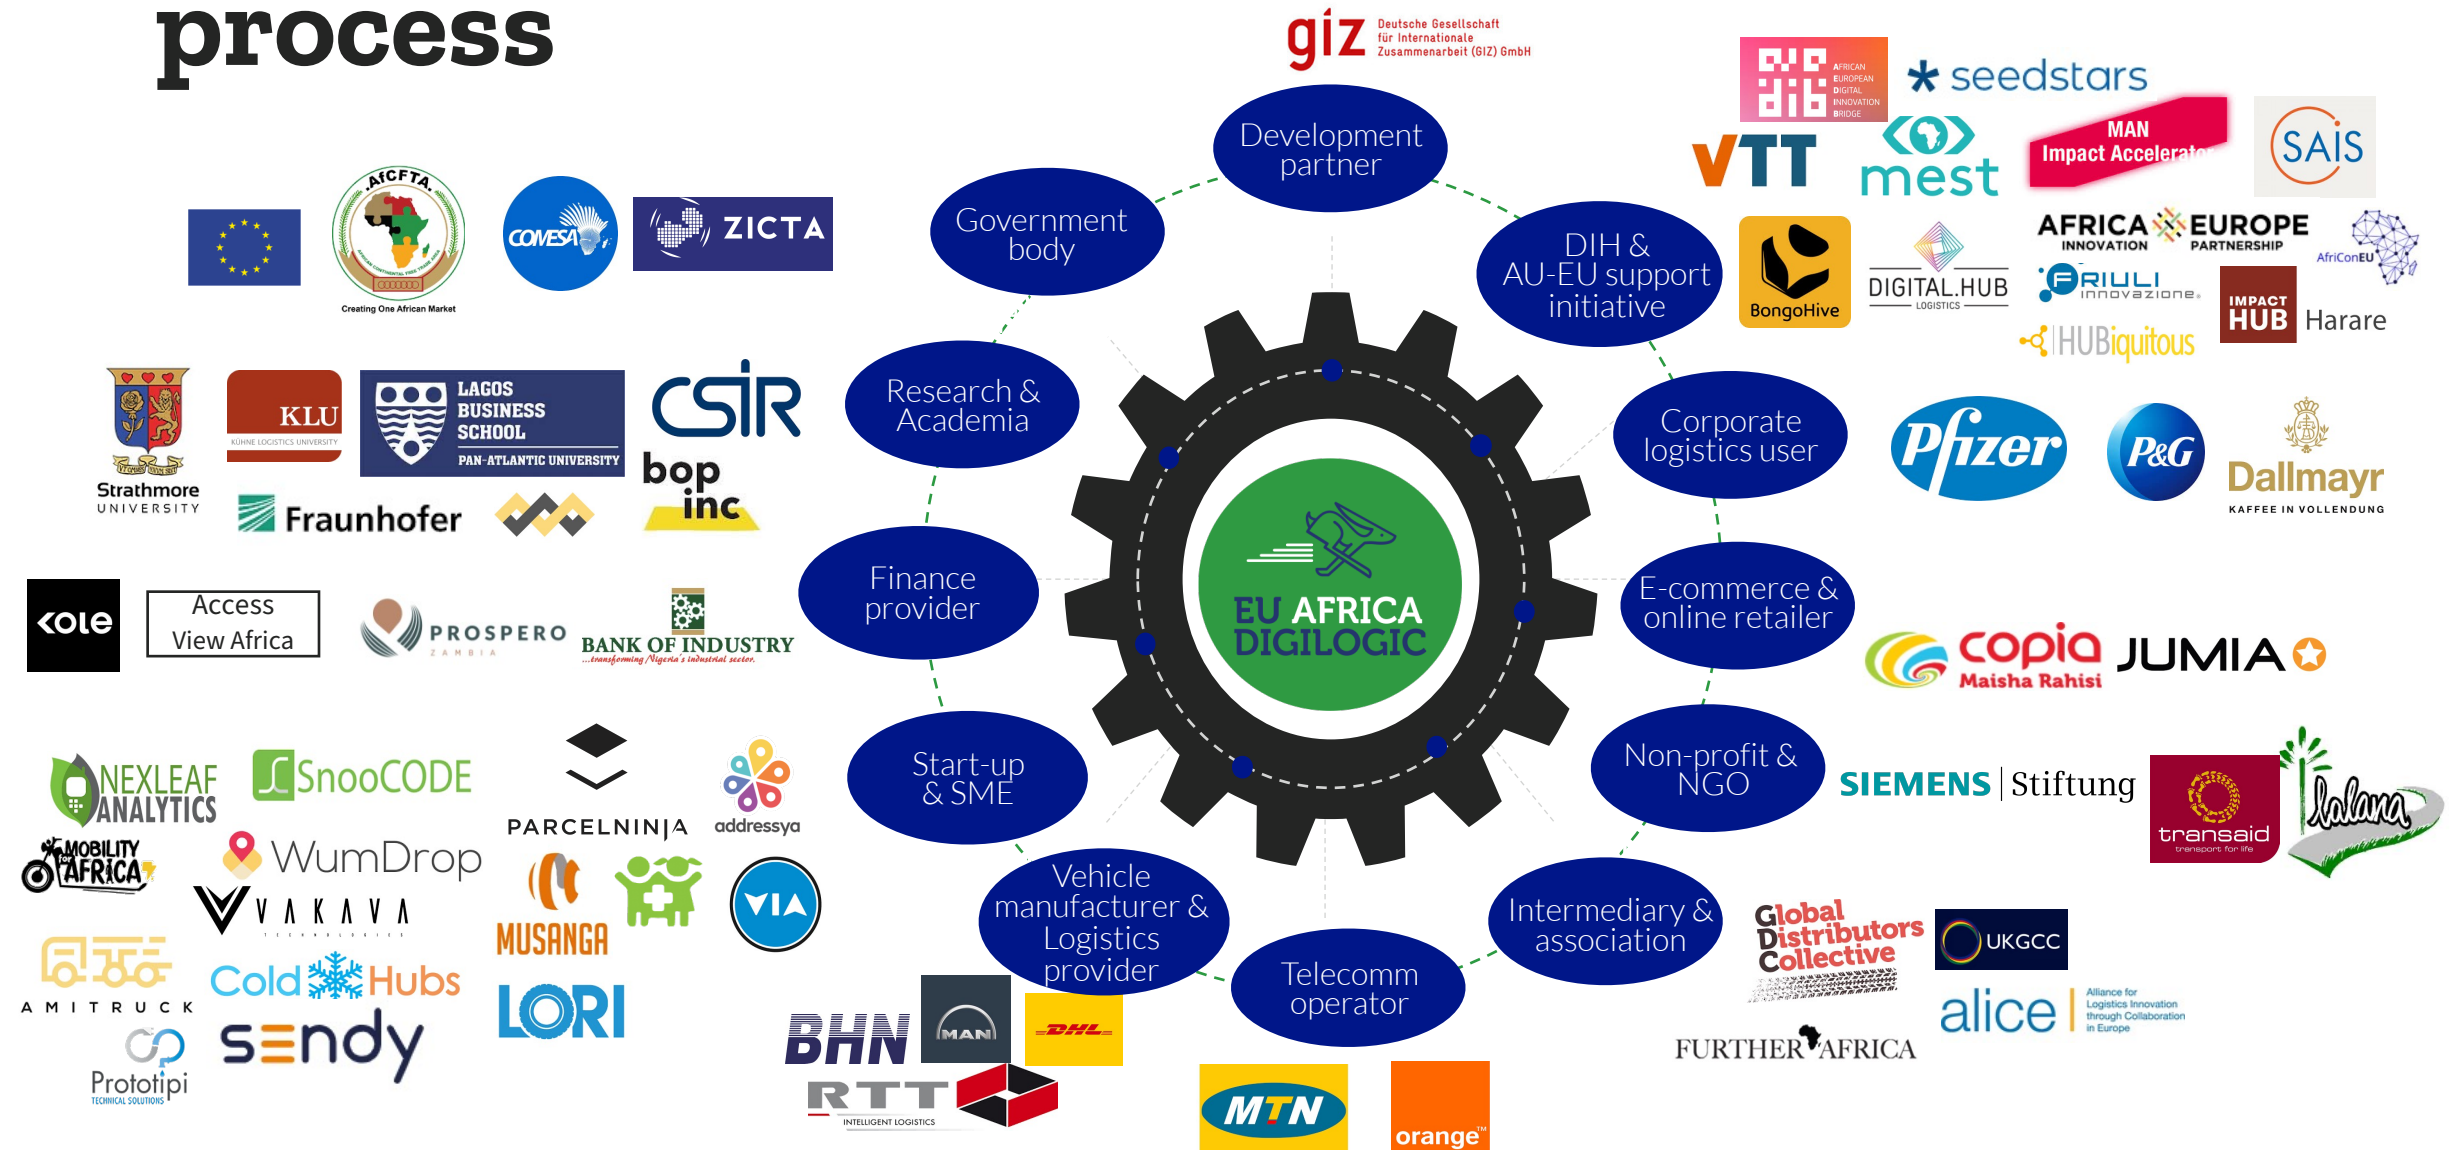 process
giz Deutsche Gesellschaft
für Internationale
Zusammenarbeit (GIZ) GmbH
Development
partner
Government
body
Research &
Academia
Finance
provider
Start-up
& SME
Vehicle
manufacturer &
Logistics
provider
Telecomm
operator
Intermediary &
association
Non-profit &
NGO
E-commerce &
online retailer
Corporate
logistics user
DIH &
AU-EU support
initiative
EU AFRICA
DIGILOGIC
AfCFTA
AFRICAN CONTINENTAL FREE TRADE AREA
Creating One African Market
COMESA
ZICTA
Strathmore
UNIVERSITY
KLU
KÜHNE LOGISTICS UNIVERSITY
LAGOS
BUSINESS
SCHOOL
PAN-ATLANTIC UNIVERSITY
CSIR
Fraunhofer
bop
inc
KOLE
Access
View Africa
PROSPERO
ZAMBIA
BANK OF INDUSTRY
...transforming Nigeria's industrial sector.
NEXLEAF
ANALYTICS
SnooCODE
PARCELNINJA
addressya
MOBILITY
for
AFRICA
WumDrop
VAKAVA
TECHNOLOGIES
MUSANGA
VIA
AMITRUCK
Cold Hubs
LORI
Prototipi
TECHNICAL SOLUTIONS
sendy
BHN
MAN
DHL
RTT
INTELLIGENT LOGISTICS
MTN
orange™
Global
Distributors
Collective
UKGCC
alice
Alliance for
Logistics Innovation
through Collaboration
in Europe
FURTHER AFRICA
SIEMENS | Stiftung
transaid
transport for life
lalana
copia
Maisha Rahisi
JUMIA
Pfizer
P&G
Dallmayr
KAFFEE IN VOLLENDUNG
AFRICAN
EUROPEAN
DIGITAL
INNOVATION
BRIDGE
seedstars
VTT
mest
MAN
Impact Accelerator
SAIS
BongoHive
DIGITAL.HUB
LOGISTICS
AFRICA EUROPE
INNOVATION PARTNERSHIP
AfriConEU
FRIULI
innovazione
IMPACT
HUB Harare
HUBiquitous